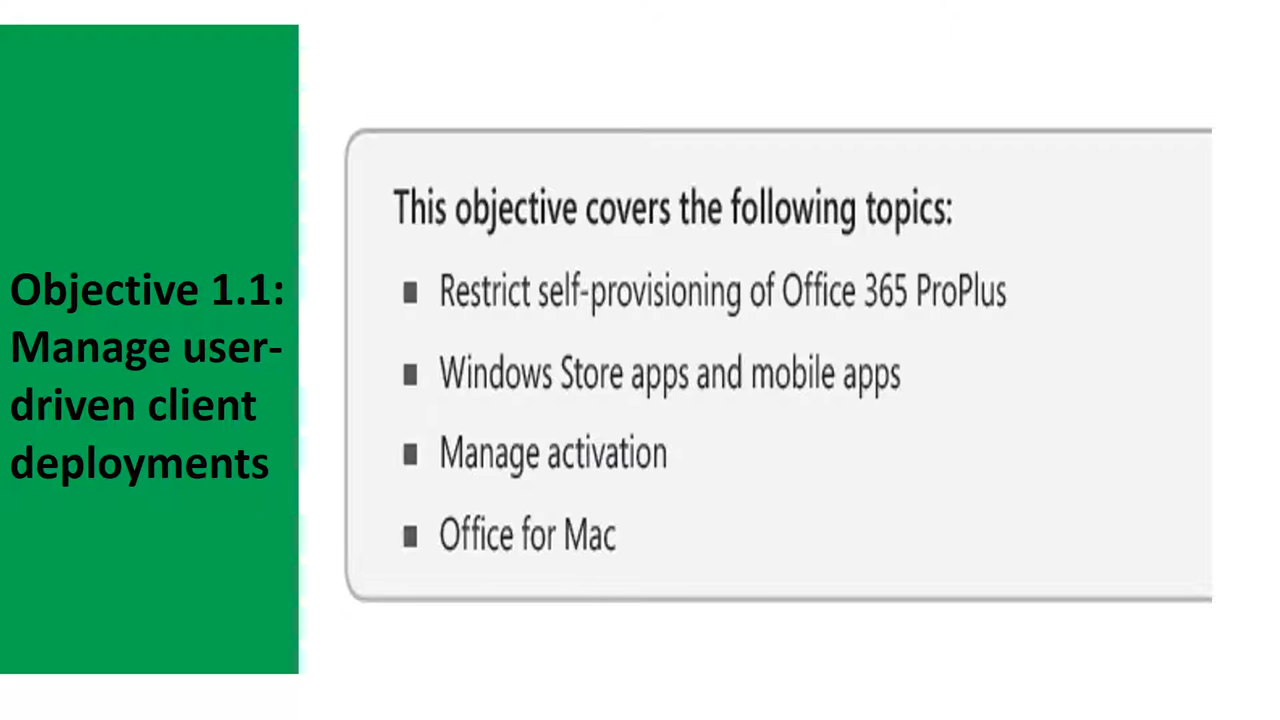 Objective 1.1:
Manage user-
driven client
deployments
This objective covers the following topics:
■ Restrict self-provisioning of Office 365 ProPlus
■ Windows Store apps and mobile apps
■ Manage activation
■ Office for Mac